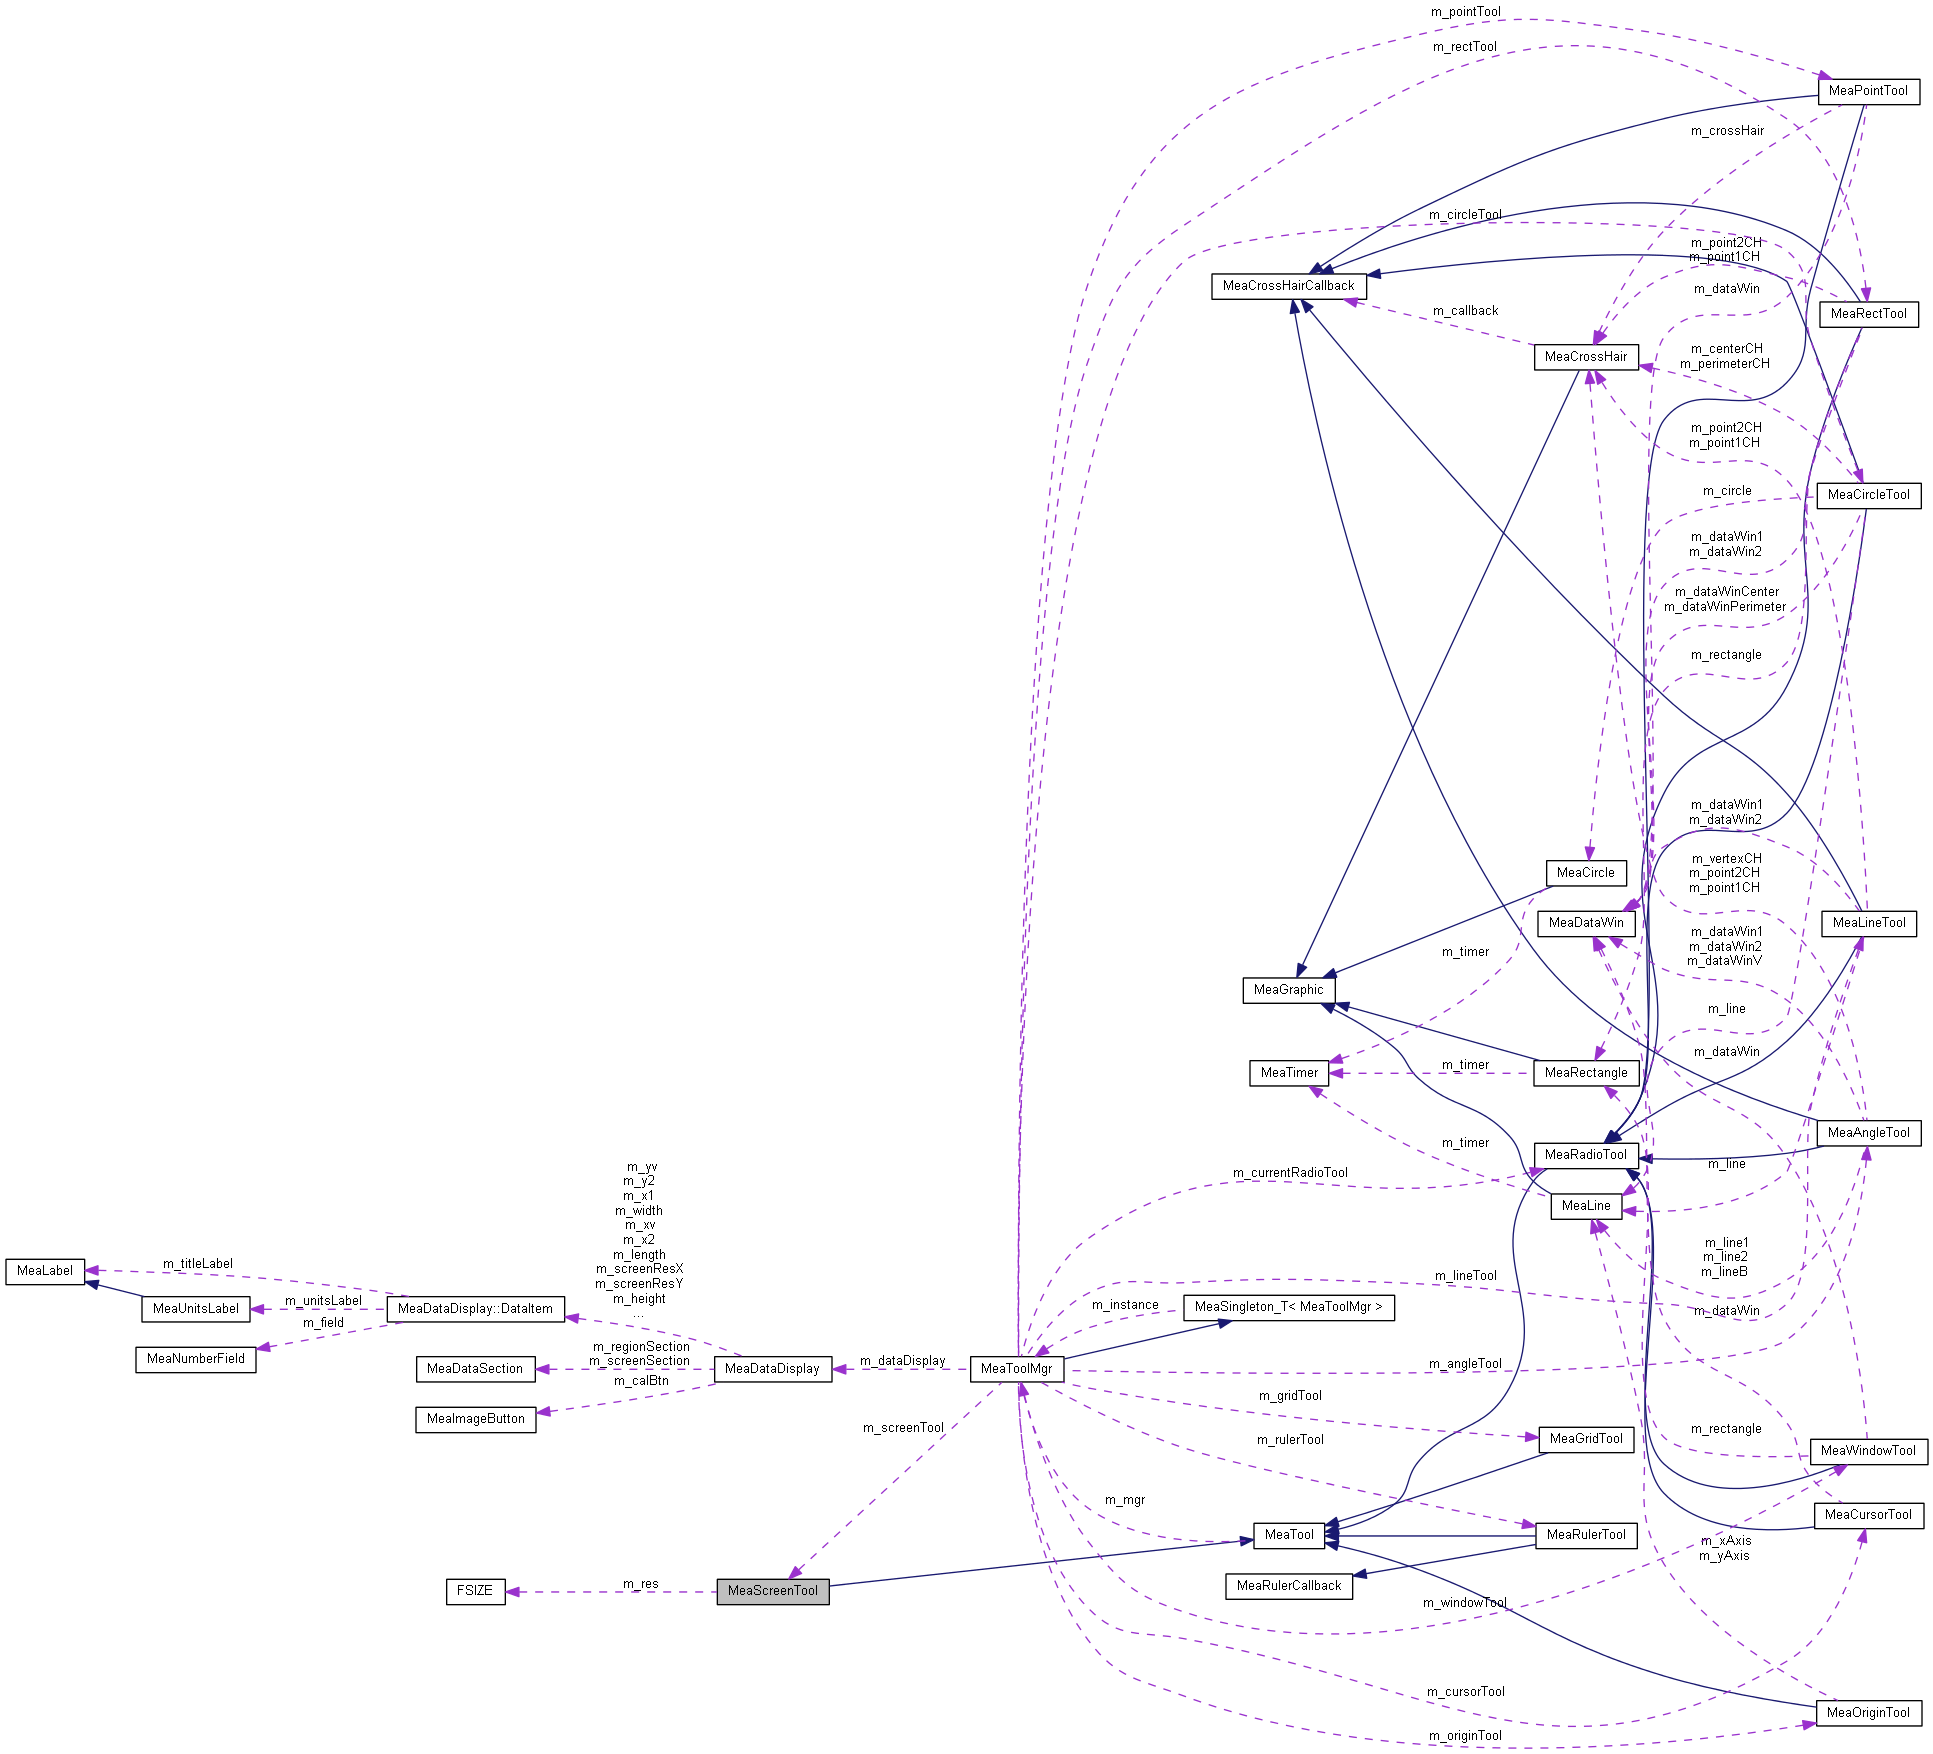 m_pointTool
m_rectTool
MeaPointTool
m_crossHair
m_circleTool
m_point2CH
m_point1CH
MeaCrossHairCallback
m_dataWin
m_callback
MeaRectTool
MeaCrossHair
m_centerCH
m_perimeterCH
m_point2CH
m_point1CH
m_circle
MeaCircleTool
m_dataWin1
m_dataWin2
m_dataWinCenter
m_dataWinPerimeter
m_rectangle
m_dataWin1
m_dataWin2
m_vertexCH
m_point2CH
m_point1CH
MeaCircle
MeaDataWin
MeaLineTool
m_dataWin1
m_dataWin2
m_dataWinV
m_timer
MeaGraphic
m_line
m_dataWin
MeaTimer
m_timer
MeaRectangle
m_timer
MeaAngleTool
MeaRadioTool
m_line
m_currentRadioTool
MeaLine
m_yv
m_y2
m_x1
m_width
m_xv
m_x2
m_length
m_screenResX
m_screenResY
m_height
...
m_line1
m_line2
m_lineB
MeaLabel
m_titleLabel
m_lineTool
MeaUnitsLabel
m_unitsLabel
MeaDataDisplay::DataItem
m_instance
MeaSingleton_T< MeaToolMgr >
m_dataWin
m_field
MeaNumberField
m_regionSection
m_screenSection
MeaDataSection
m_calBtn
MeaDataDisplay
m_dataDisplay
MeaToolMgr
m_angleTool
m_gridTool
MeaImageButton
m_screenTool
m_rulerTool
MeaGridTool
m_rectangle
MeaWindowTool
m_mgr
MeaTool
MeaRulerTool
MeaCursorTool
m_xAxis
m_yAxis
FSIZE
m_res
MeaScreenTool
MeaRulerCallback
m_windowTool
m_cursorTool
MeaOriginTool
m_originTool